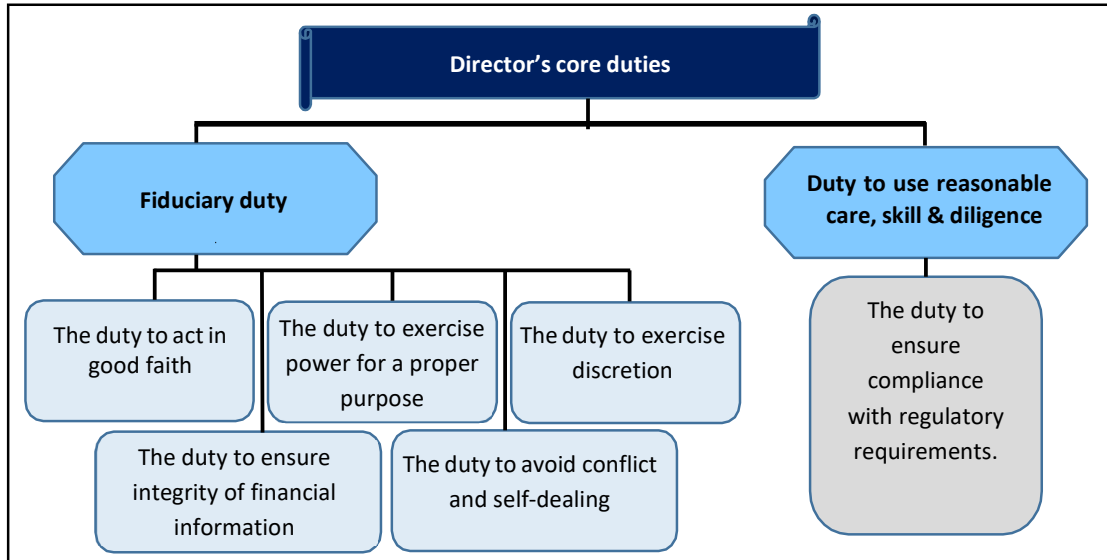 Director’s core duties
Fiduciary duty
.
Duty to use reasonable
care, skill & diligence
The duty to act in
good faith
The duty to exercise
power for a proper
purpose
The duty to exercise
discretion
The duty to ensure
integrity of financial
information
The duty to avoid conflict
and self-dealing
The duty to
ensure
compliance
with regulatory
requirements.